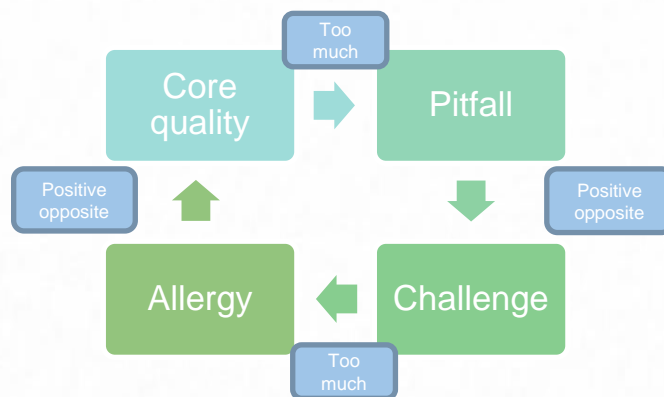 Too
much
Core
quality
Pitfall
Positive
opposite
Positive
opposite
Allergy
Challenge
Too
much